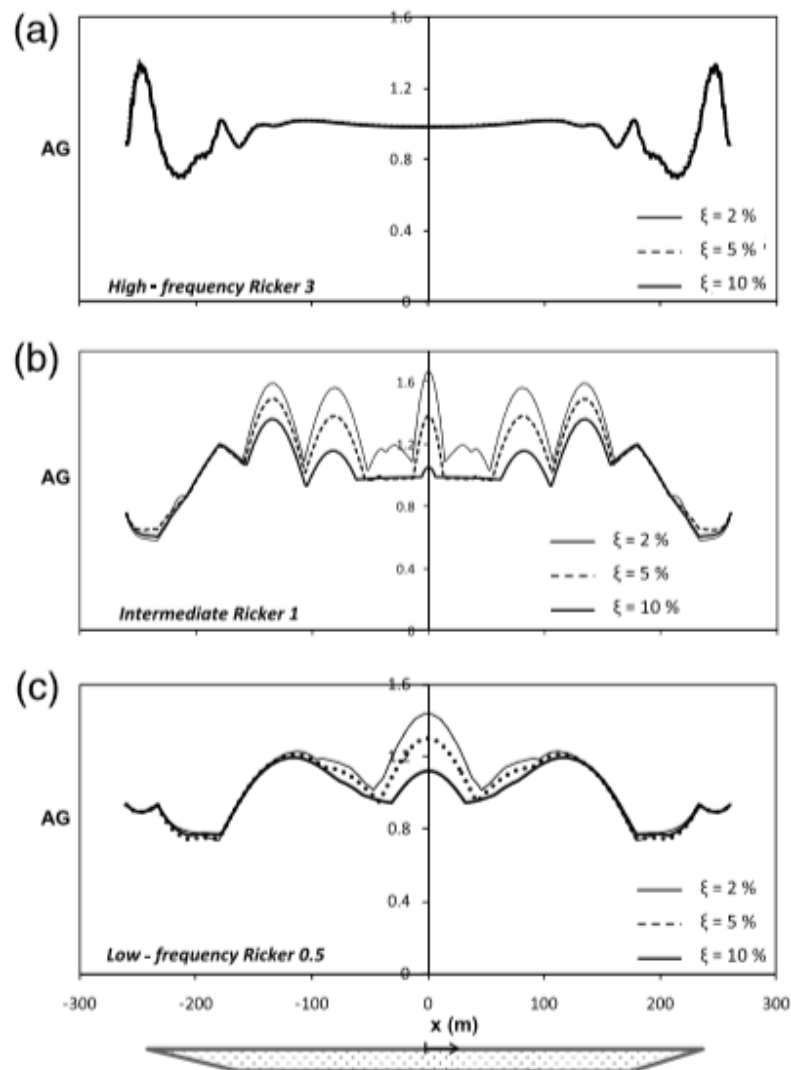 (a)
1.6
1.2
AG
0.8
0.4
0
ξ = 2 %
ξ = 5 %
ξ = 10 %
High - frequency Ricker 3
(b)
1.6
1.2
AG
0.8
0.4
0
ξ = 2 %
ξ = 5 %
ξ = 10 %
Intermediate Ricker 1
(c)
1.6
1.2
AG
0.8
0.4
0
ξ = 2 %
ξ = 5 %
ξ = 10 %
Low - frequency Ricker 0.5
-300 -200 -100 0 100 200 300
x (m)